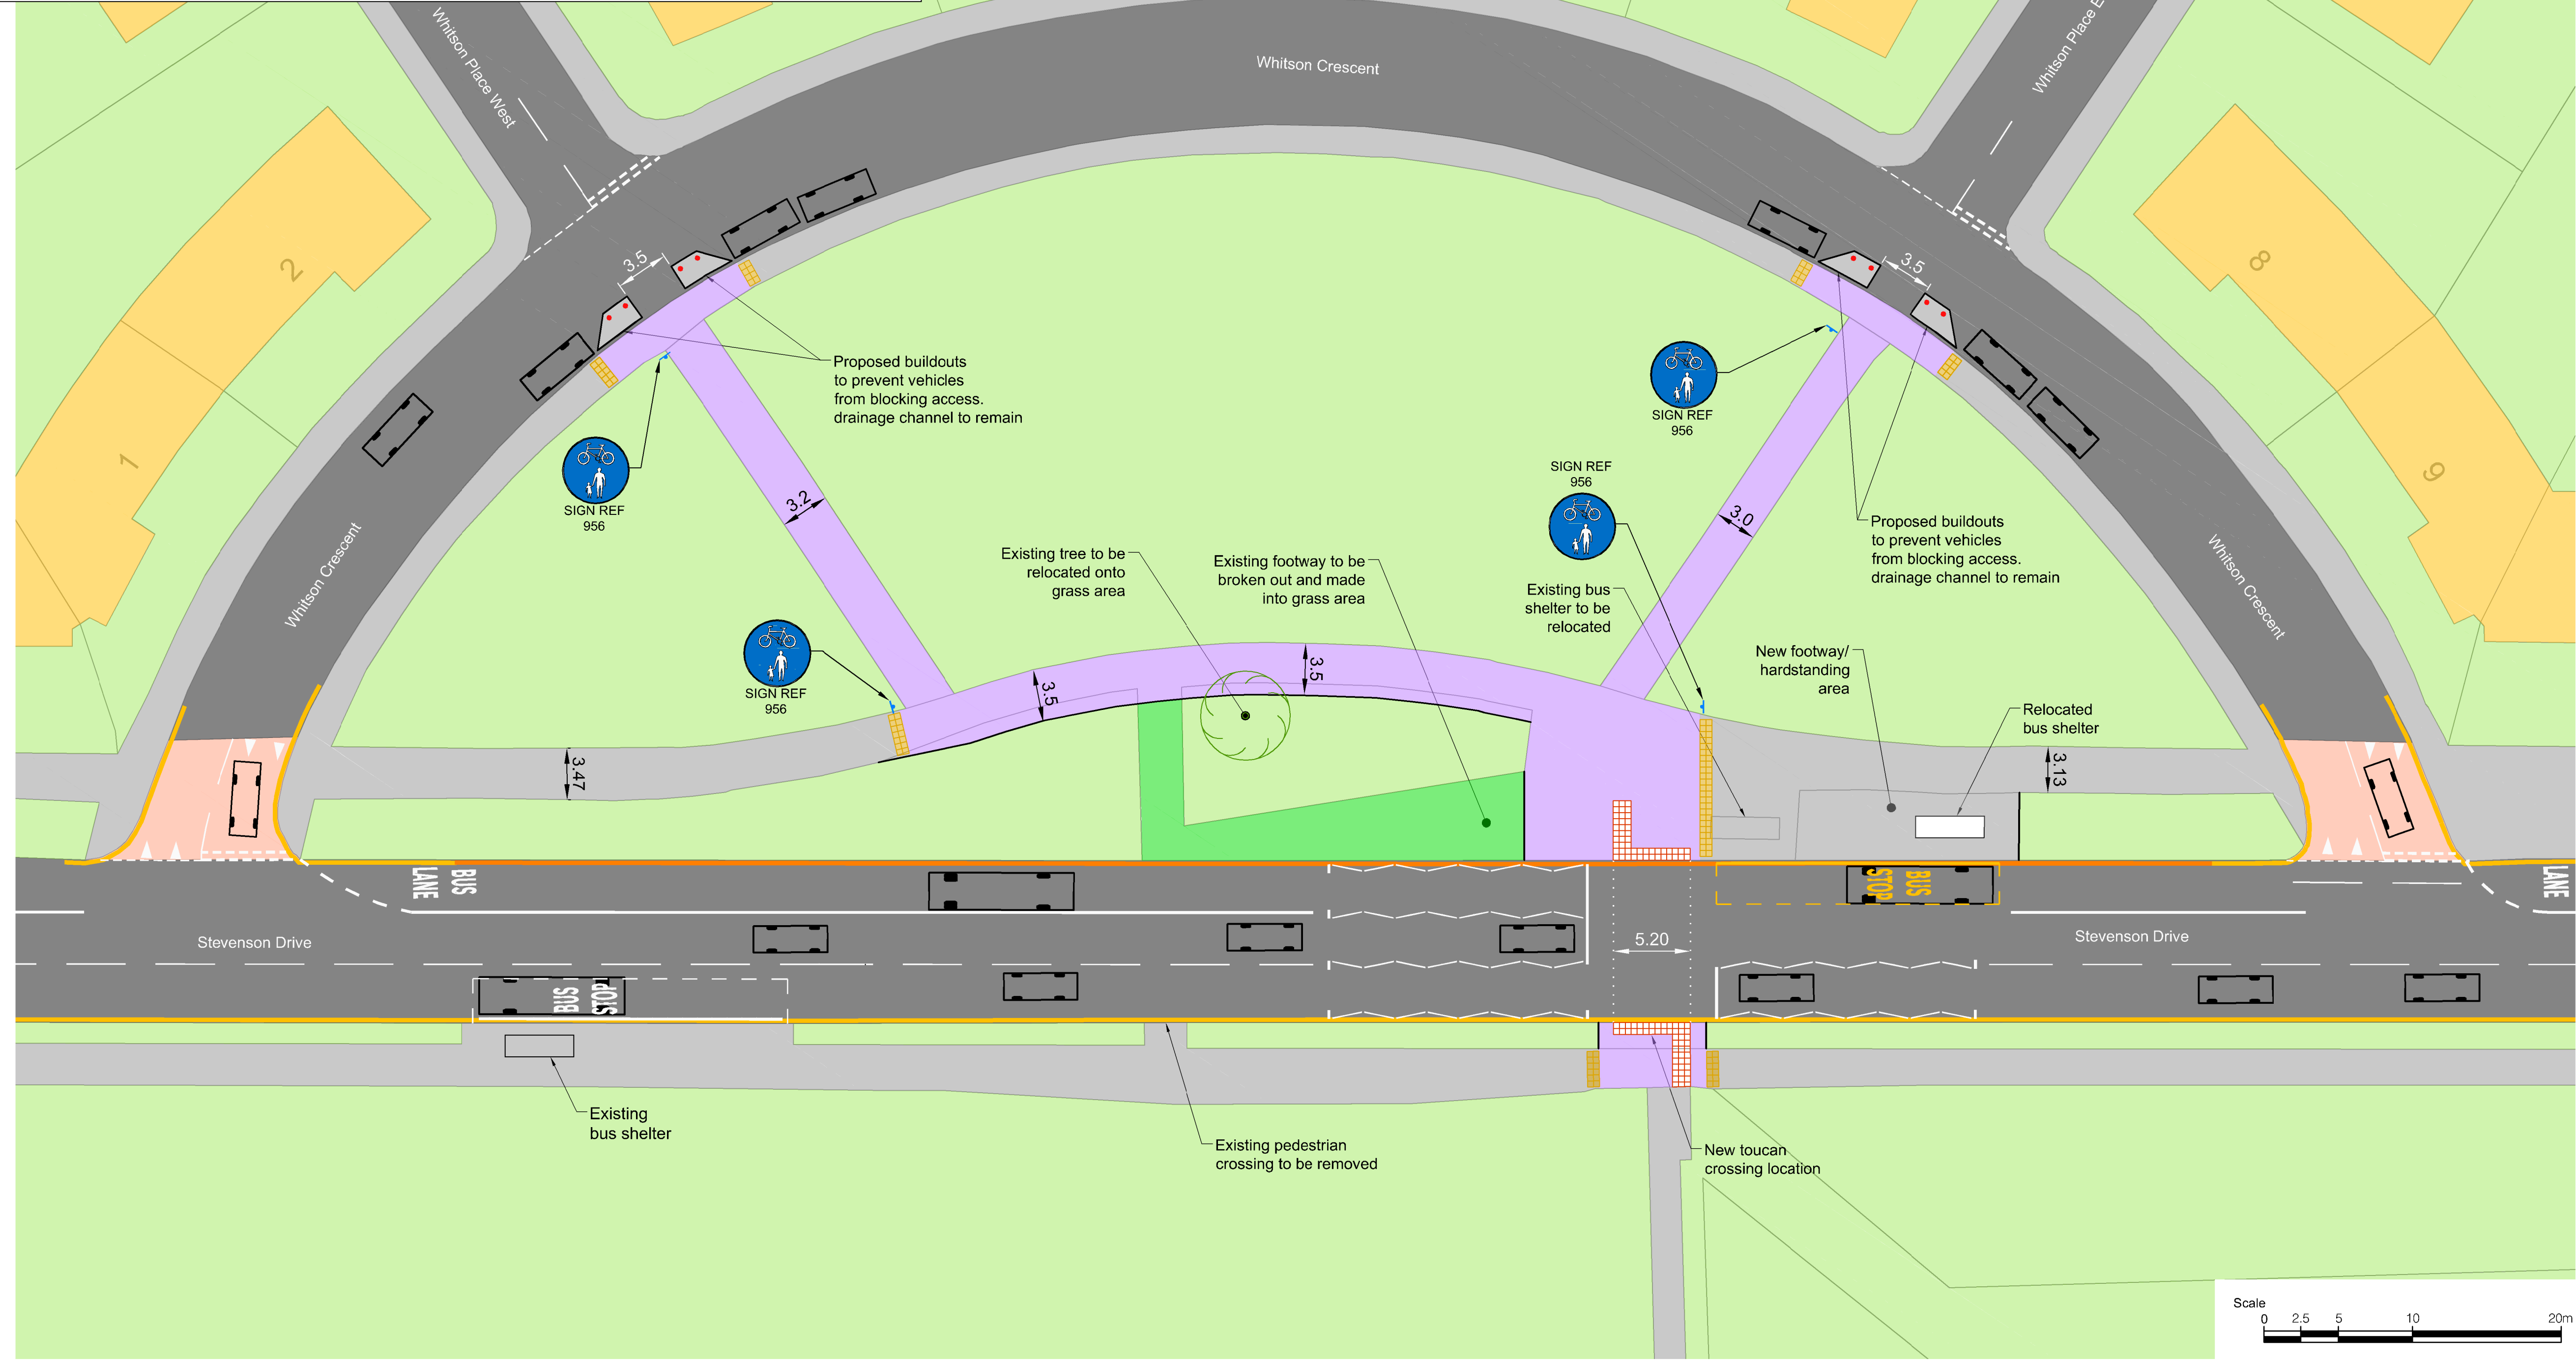 Whitson Crescent
Whitson Place West
Whitson Place
3.5
3.5
2
8
1
9
Proposed buildouts
to prevent vehicles
from blocking access.
drainage channel to remain
SIGN REF
956
SIGN REF
956
SIGN REF
956
3.2
3.0
Proposed buildouts
to prevent vehicles
from blocking access.
drainage channel to remain
Whitson Crescent
Whitson Crescent
Existing tree to be
relocated onto
grass area
Existing footway to be
broken out and made
into grass area
Existing bus
shelter to be
relocated
New footway/
hardstanding
area
Relocated
bus shelter
SIGN REF
956
3.5
3.5
3.47
3.13
BUS
LANE
BUS
STOP
LANE
Stevenson Drive
5.20
Stevenson Drive
BUS
STOP
Existing
bus shelter
Existing pedestrian
crossing to be removed
New toucan
crossing location
Scale
0 2.5 5 10 20m